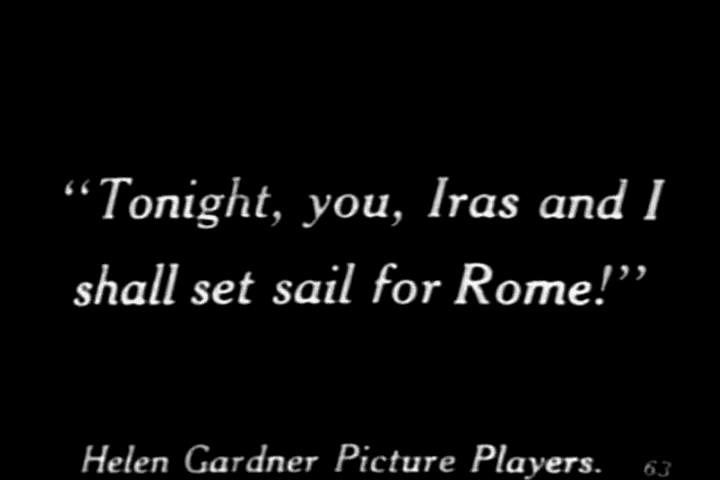 “Tonight, you, Iras and I
shall set sail for Rome!”
Helen Gardner Picture Players. 63